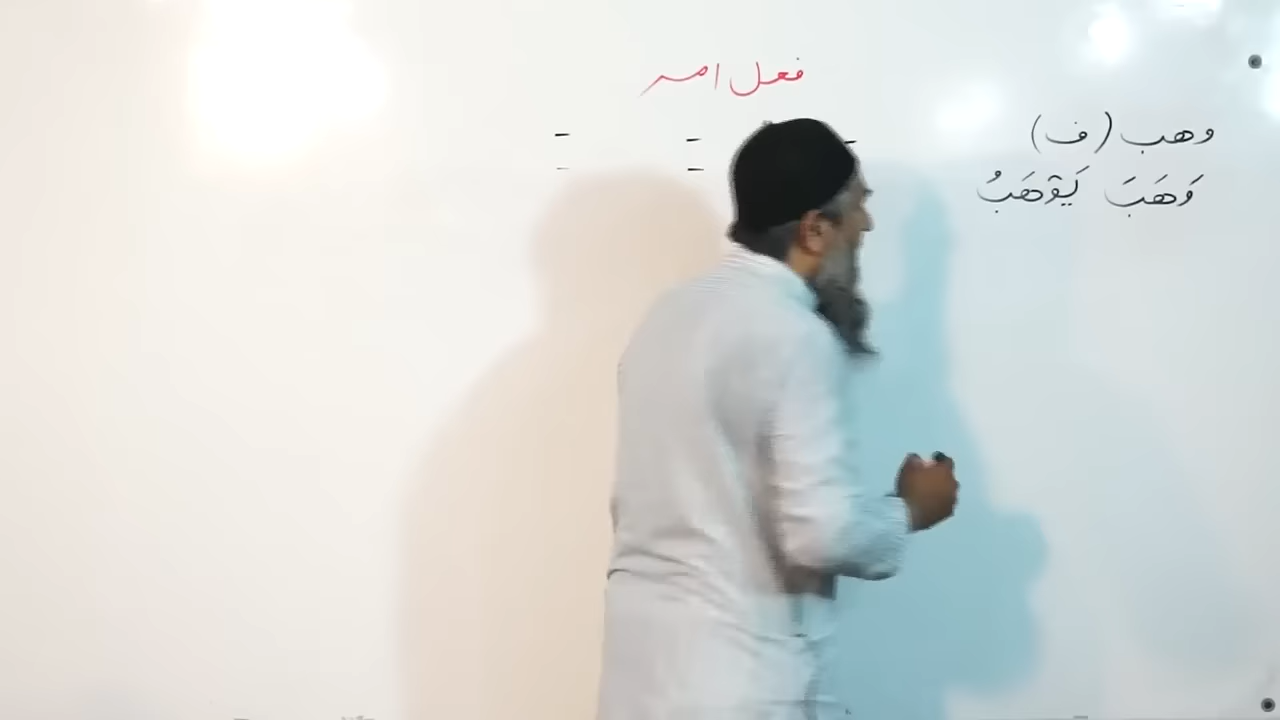 فعل امر
وهب (ف)
وَهَبَ يَوْهَبُ